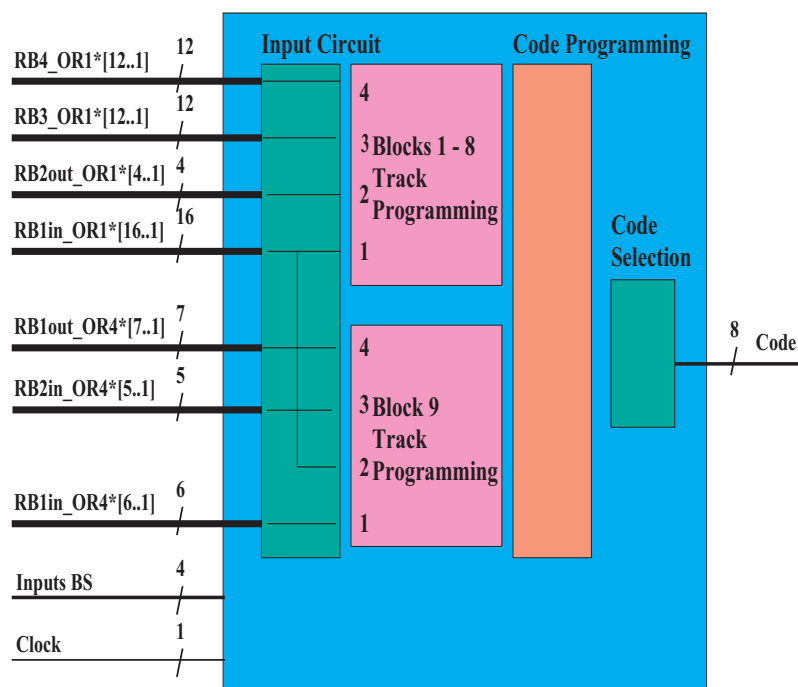 Input Circuit
Code Programming
RB4_OR1*[12..1]
12
RB3_OR1*[12..1]
12
RB2out_OR1*[4..1]
4
RB1in_OR1*[16..1]
16
RB1out_OR4*[7..1]
7
RB2in_OR4*[5..1]
5
RB1in_OR4*[6..1]
6
Inputs BS
4
Clock
1
4
3 Blocks 1 - 8
Track
2 Programming
1
4
3 Block 9
Track
2 Programming
1
Code
Selection
8
Code